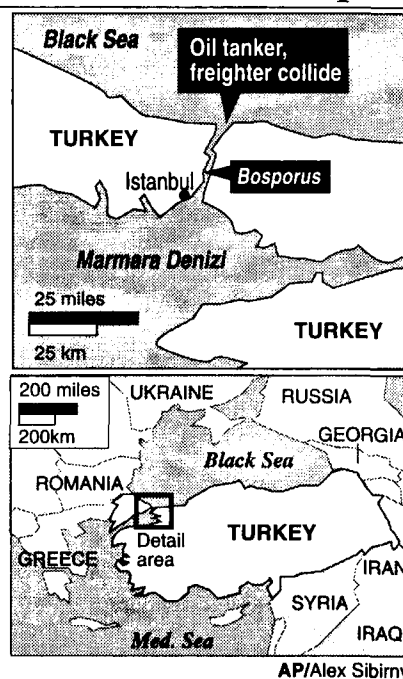 Black Sea
Oil tanker,
freighter collide
TURKEY
Istanbul
Bosporus
Marmara Denizi
25 miles
25 km
TURKEY
200 miles
200km
UKRAINE
RUSSIA
GEORGIA
Black Sea
ROMANIA
TURKEY
GREECE
Detail
area
IRAN
SYRIA
IRAQ
Med. Sea
AP/Alex Sibirny